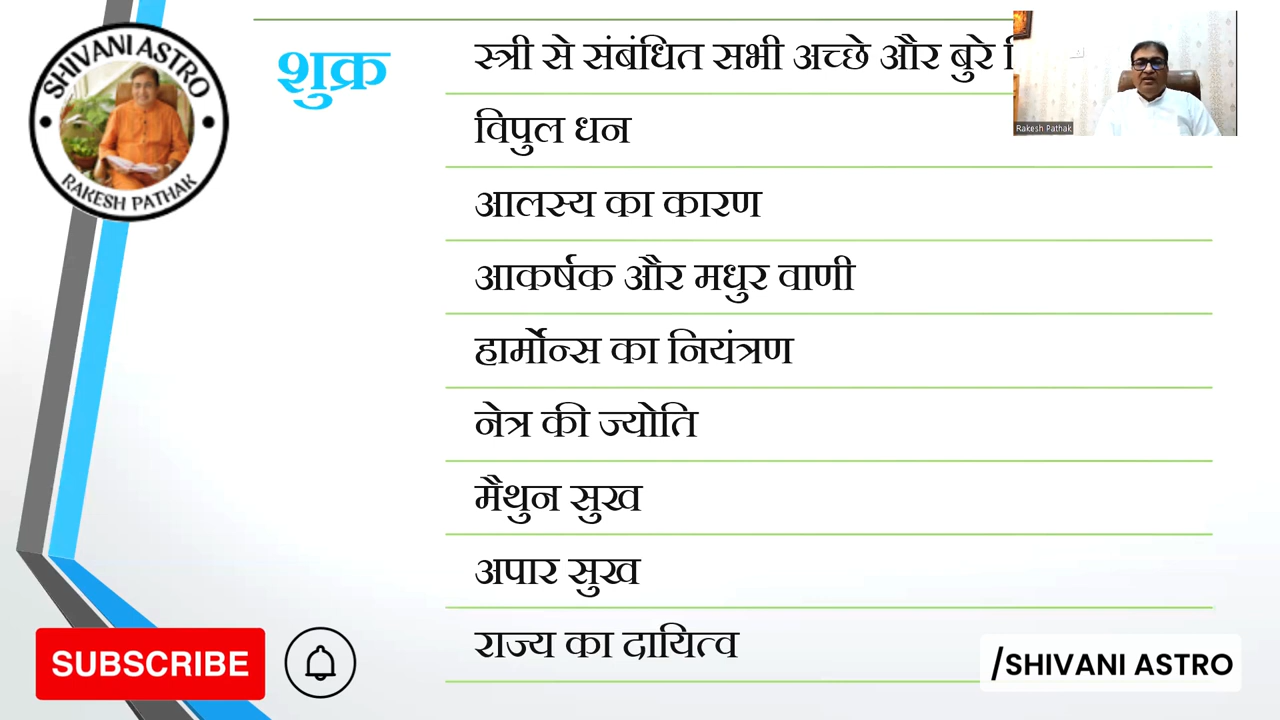 SHIVANI ASTRO
RAKESH PATHAK
शुक्र
स्त्री से संबंधित सभी अच्छे और बुरे
Rakesh Pathak
विपुल धन
आलस्य का कारण
आकर्षक और मधुर वाणी
हार्मोन्स का नियंत्रण
नेत्र की ज्योति
मैथुन सुख
अपार सुख
राज्य का दायित्व
SUBSCRIBE
/SHIVANI ASTRO